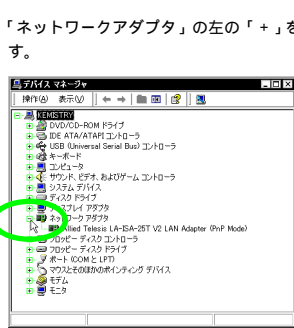 「ネットワークアダプタ」の左の「+」を
す。
デバイス マネージャ
操作(A) 表示(V)
KEMISTRY
DVD/CD-ROM ドライブ
IDE ATA/ATAPI コントローラ
USB (Universal Serial Bus) コントローラ
キーボード
コンピュータ
サウンド、ビデオ、およびゲーム コントローラ
システム デバイス
ディスク ドライブ
ディスプレイ アダプタ
ネットワーク アダプタ
Allied Telesis LA-ISA-25T V2 LAN Adapter (PnP Mode)
フロッピー ディスク コントローラ
フロッピー ディスク ドライブ
ポート (COM と LPT)
マウスとそのほかのポインティング デバイス
モデム
モニタ